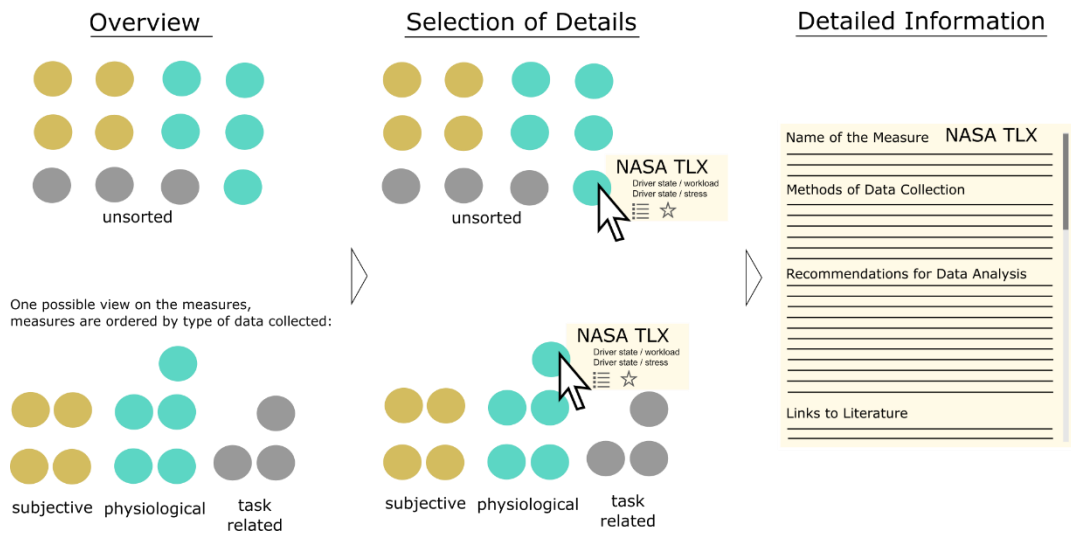 Overview
unsorted
One possible view on the measures,
measures are ordered by type of data collected:
subjective
physiological
task
related
Selection of Details
NASA TLX
Driver state / workload
Driver state / stress
unsorted
NASA TLX
Driver state / workload
Driver state / stress
subjective
physiological
task
related
Detailed Information
Name of the Measure NASA TLX
Methods of Data Collection
Recommendations for Data Analysis
Links to Literature